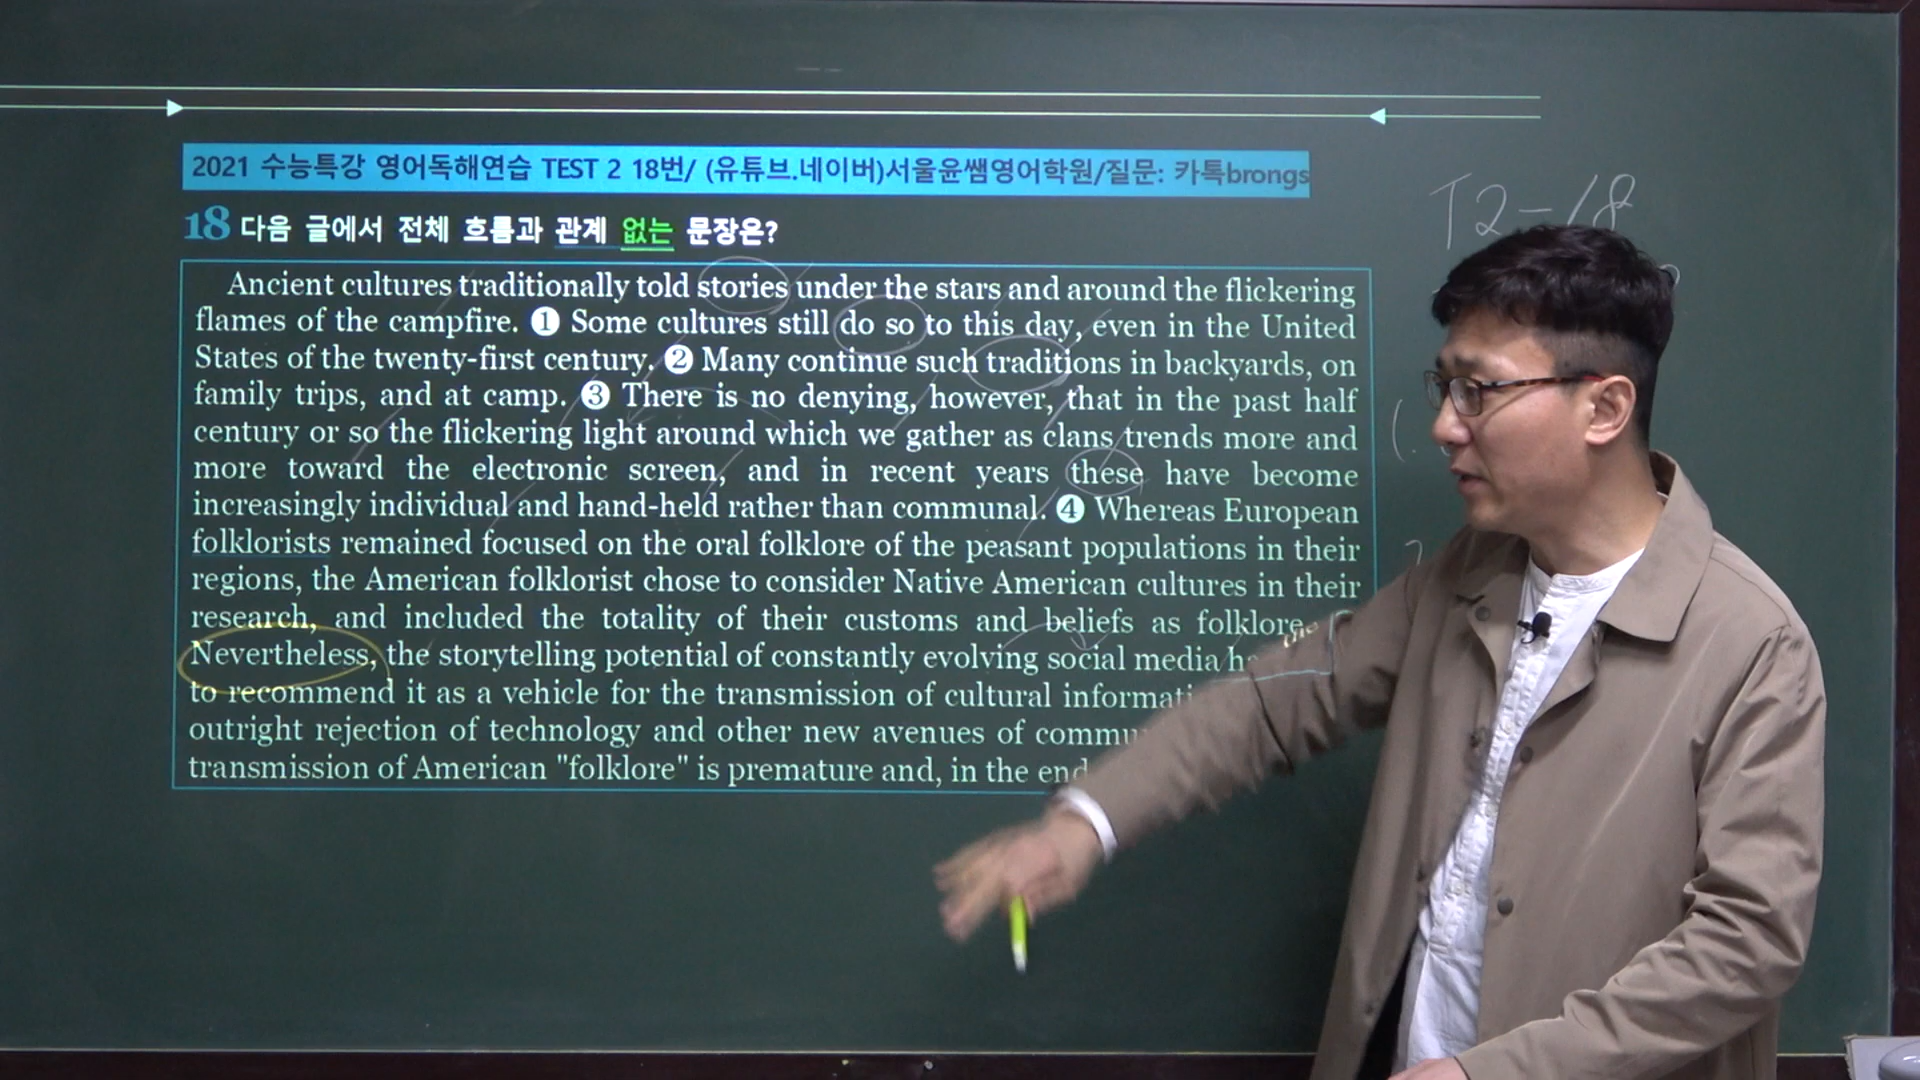 2021 수능특강 영어독해연습 TEST 2 18번/ (유튜브.네이버)서울윤쌤영어학원/질문: 카톡brongs
T2-18
18 다음 글에서 전체 흐름과 관계 없는 문장은?
Ancient cultures traditionally told stories under the stars and around the flickering
flames of the campfire. ❶ Some cultures still do so to this day, even in the United
States of the twenty-first century. ❷ Many continue such traditions in backyards, on
family trips, and at camp. ❸ There is no denying, however, that in the past half
century or so the flickering light around which we gather as clans trends more and
more toward the electronic screen, and in recent years these have become
increasingly individual and hand-held rather than communal. ❹ Whereas European
folklorists remained focused on the oral folklore of the peasant populations in their
regions, the American folklorist chose to consider Native American cultures in their
research, and included the totality of their customs and beliefs as folklore
Nevertheless, the storytelling potential of constantly evolving social media
to recommend it as a vehicle for the transmission of cultural
outright rejection of technology and other new avenues of
transmission of American "folklore" is premature and, in the end